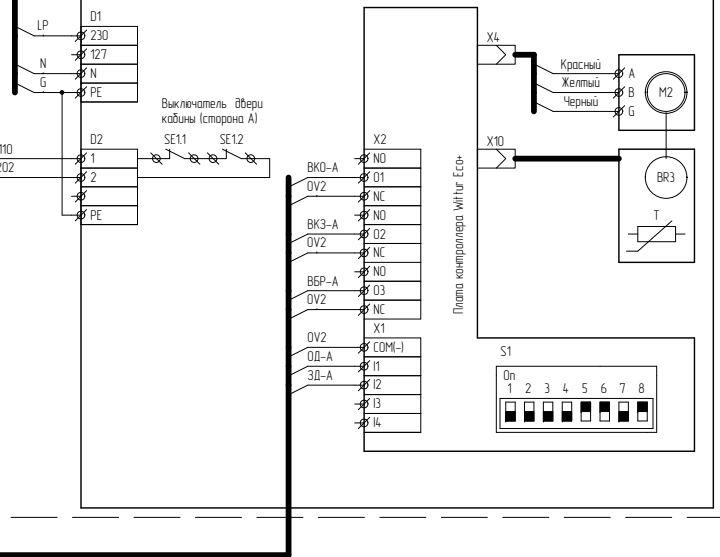 D1
LP
230
127
N
N
G
PE
Выключатель двери
кабины (сторона А)
D2
SE1.1
SE1.2
110
1
202
2
PE
X4
Красный
A
Желтый
B
Черный
G
M2
X10
BR3
T
Плата контроллера Wittur Eco+
X2
NO
ВКО-А
O1
0V2
NC
NO
ВКЗ-А
O2
0V2
NC
NO
ВБР-А
O3
0V2
NC
X1
0V2
COM(-)
ОД-А
I1
ЗД-А
I2
I3
I4
S1
On
1 2 3 4 5 6 7 8